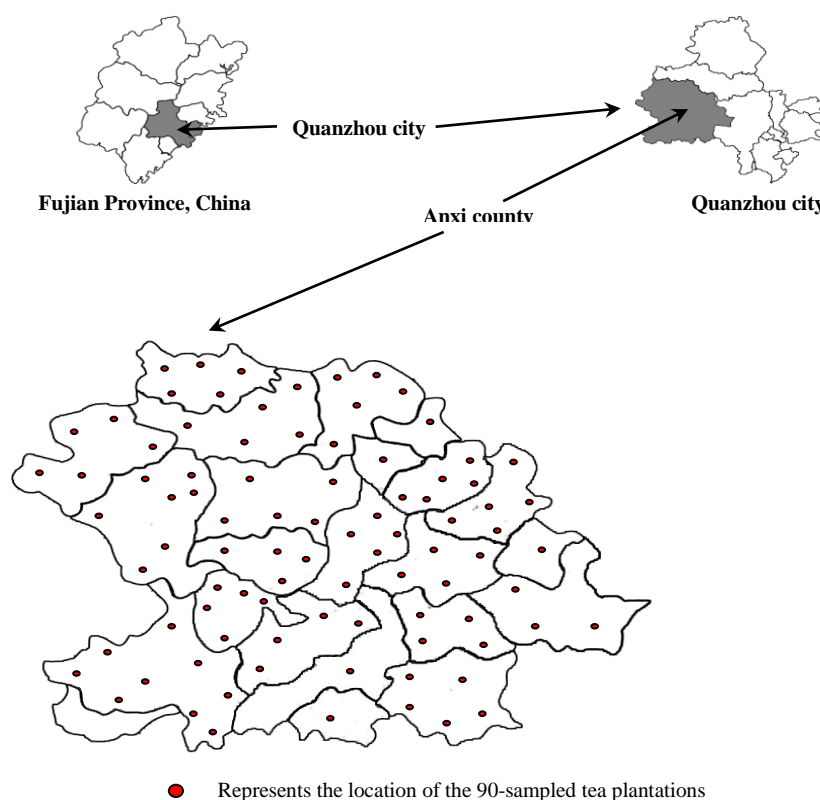 Quanzhou city
Fujian Province, China
Quanzhou city
Anxi county
Represents the location of the 90-sampled tea plantations